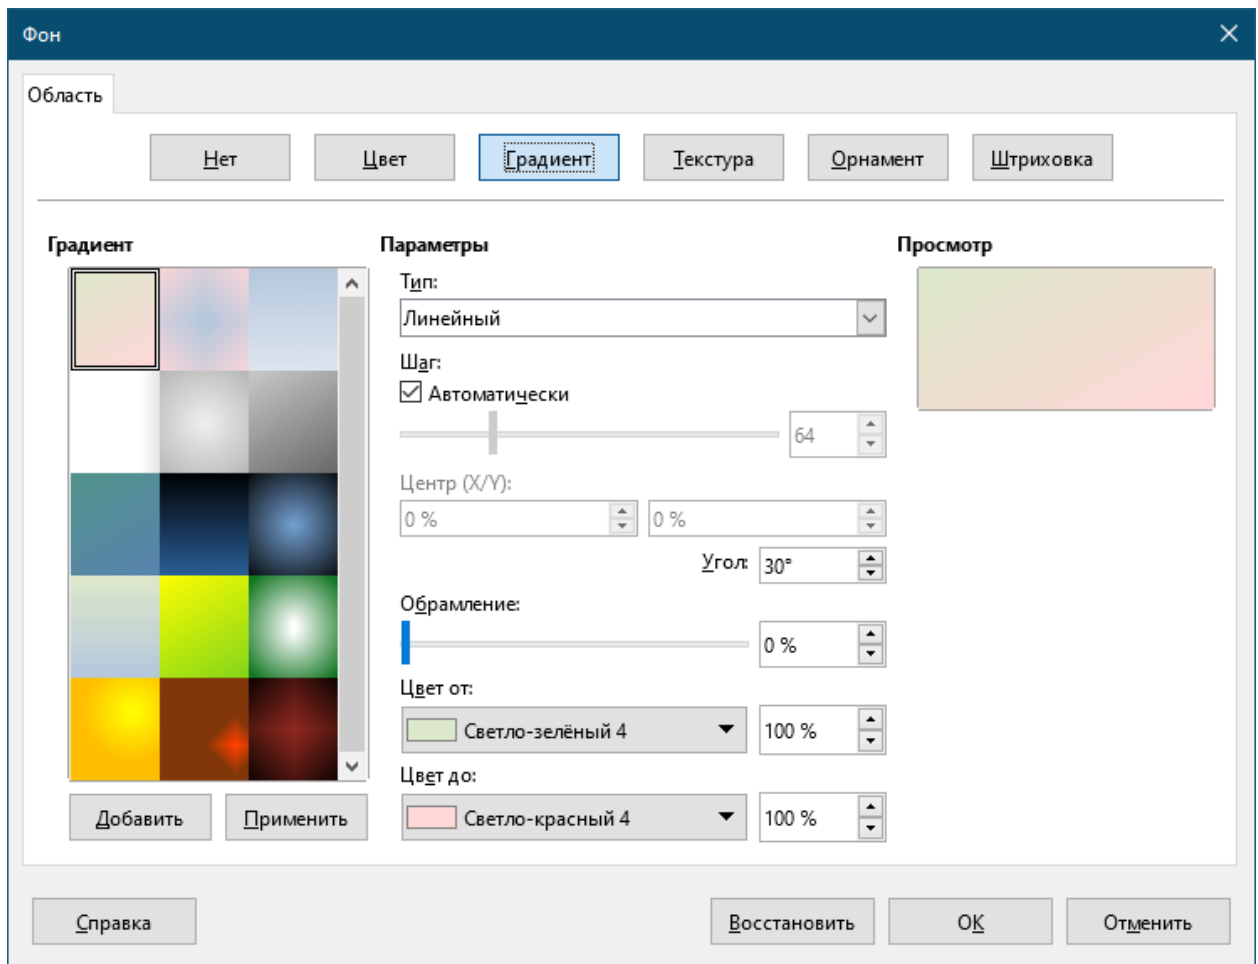 Фон
Область
Нет Цвет Градиент Текстура Орнамент Штриховка
Градиент Параметры Просмотр
Тип:
Линейный
Шаг:
Автоматически
64
Центр (X/Y):
0 % 0 %
Угол: 30°
Обрамление:
0 %
Цвет от:
Светло-зелёный 4 100 %
Цвет до:
Светло-красный 4 100 %
Добавить Применить
Справка Восстановить ОК Отменить